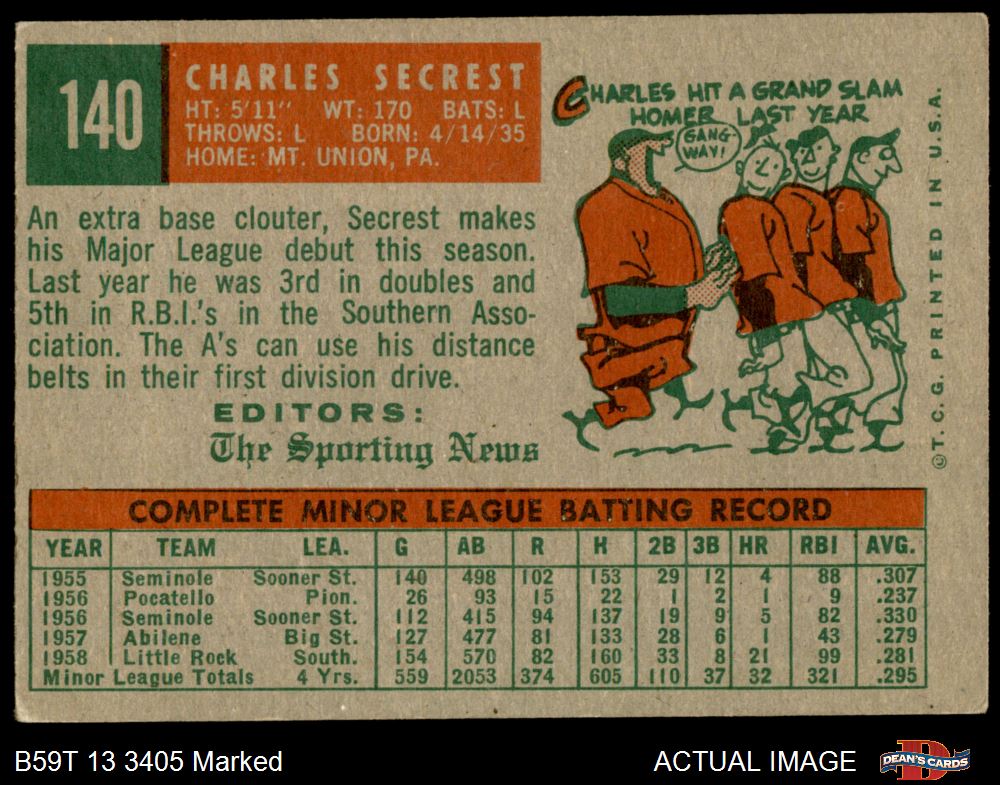 140
CHARLES SECREST
HT: 5'11" WT: 170 BATS: L
THROWS: L BORN: 4/14/35
HOME: MT. UNION, PA.
CHARLES HIT A GRAND SLAM
HOMER LAST YEAR
GANG-
WAY!
An extra base clouter, Secrest makes
his Major League debut this season.
Last year he was 3rd in doubles and
5th in R.B.I.'s in the Southern Asso-
ciation. The A's can use his distance
belts in their first division drive.
EDITORS:
The Sporting News
©T.C.G. PRINTED IN U.S.A.
COMPLETE MINOR LEAGUE BATTING RECORD
YEAR TEAM LEA. G AB R H 2B 3B HR RBI AVG.
1955 Seminole Sooner St. 140 498 102 153 29 12 4 88 .307
1956 Pocatello Pion. 26 93 15 22 1 2 1 9 .237
1956 Seminole Sooner St. 112 415 94 137 19 9 5 82 .330
1957 Abilene Big St. 127 477 81 133 28 6 1 43 .279
1958 Little Rock South. 154 570 82 160 33 8 21 99 .281
Minor League Totals 4 Yrs. 559 2053 374 605 110 37 32 321 .295
B59T 13 3405 Marked
ACTUAL IMAGE
D
DEAN'S CARDS